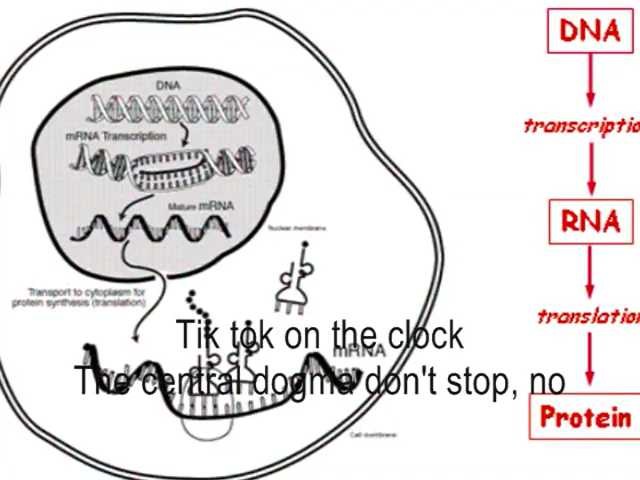 DNA
mRNA Transcription
Mature mRNA
Nuclear membrane
Transport to cytoplasm for
protein synthesis (translation)
mRNA
Cell membrane
Tik tok on the clock
The central dogma don't stop, no
DNA
transcriptio
RNA
translation
Protein